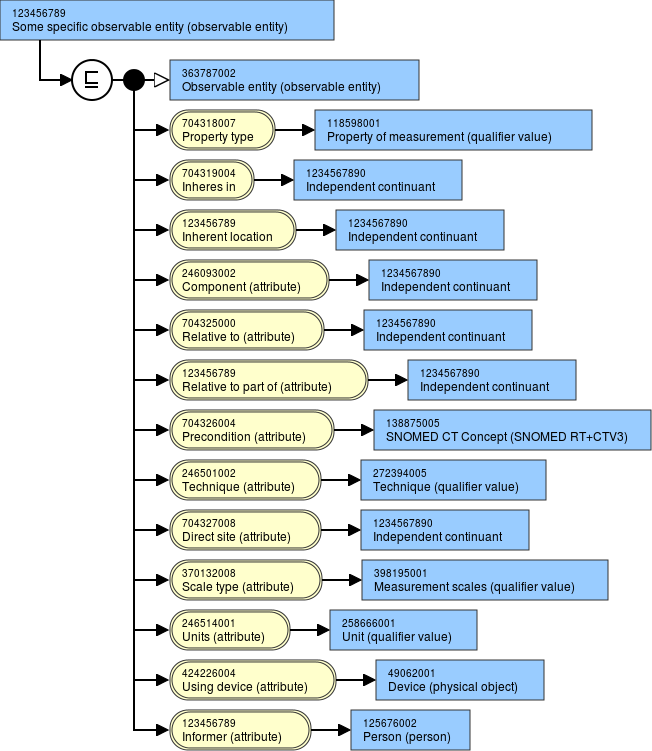 123456789
Some specific observable entity (observable entity)
⊑
363787002
Observable entity (observable entity)
704318007
Property type
118598001
Property of measurement (qualifier value)
704319004
Inheres in
1234567890
Independent continuant
123456789
Inherent location
1234567890
Independent continuant
246093002
Component (attribute)
1234567890
Independent continuant
704325000
Relative to (attribute)
1234567890
Independent continuant
123456789
Relative to part of (attribute)
1234567890
Independent continuant
704326004
Precondition (attribute)
138875005
SNOMED CT Concept (SNOMED RT+CTV3)
246501002
Technique (attribute)
272394005
Technique (qualifier value)
704327008
Direct site (attribute)
1234567890
Independent continuant
370132008
Scale type (attribute)
398195001
Measurement scales (qualifier value)
246514001
Units (attribute)
258666001
Unit (qualifier value)
424226004
Using device (attribute)
49062001
Device (physical object)
123456789
Informer (attribute)
125676002
Person (person)